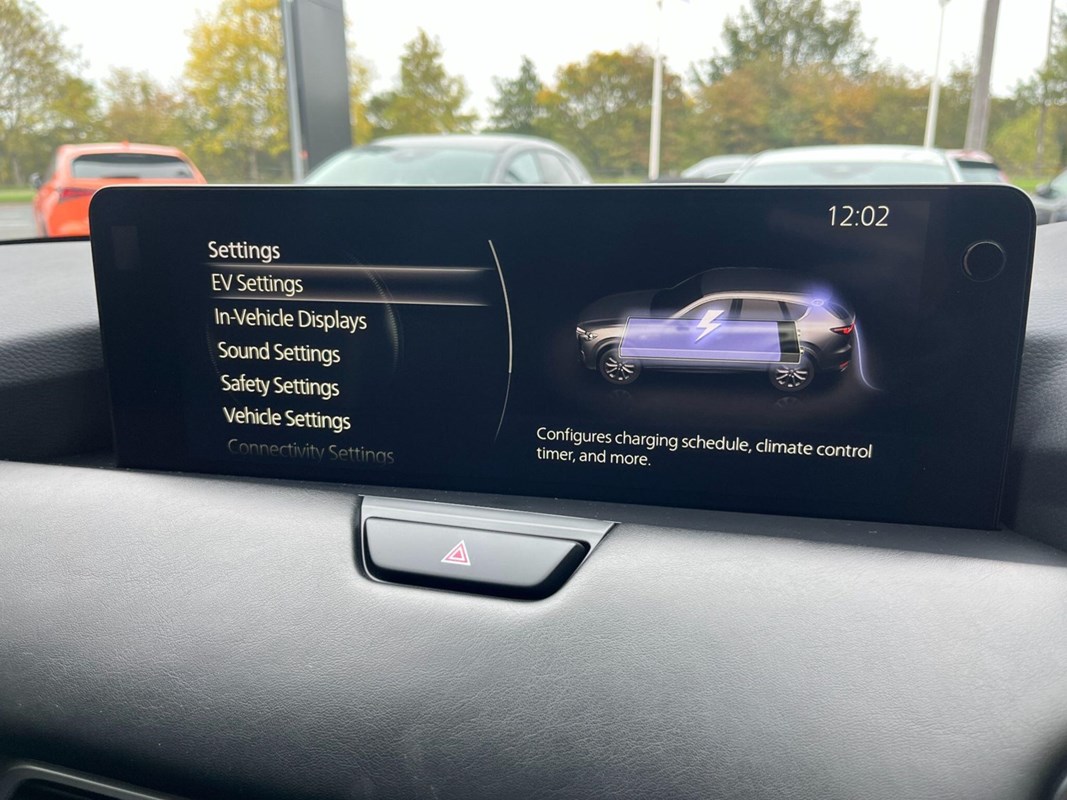 12:02
Settings
EV Settings
In-Vehicle Displays
Sound Settings
Safety Settings
Vehicle Settings
Connectivity Settings
Configures charging schedule, climate control
timer, and more.